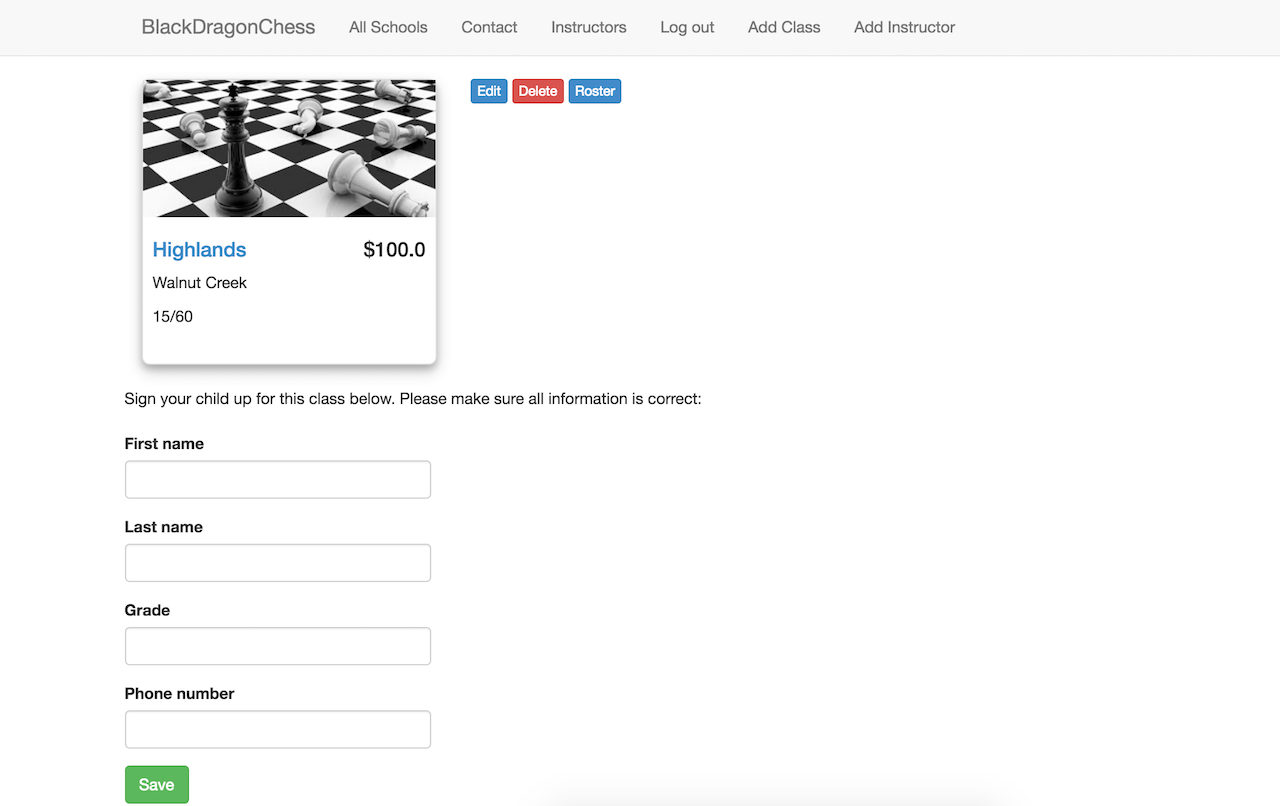 BlackDragonChess All Schools Contact Instructors Log out Add Class Add Instructor
Edit Delete Roster
Highlands $100.0
Walnut Creek
15/60
Sign your child up for this class below. Please make sure all information is correct:
First name
Last name
Grade
Phone number
Save